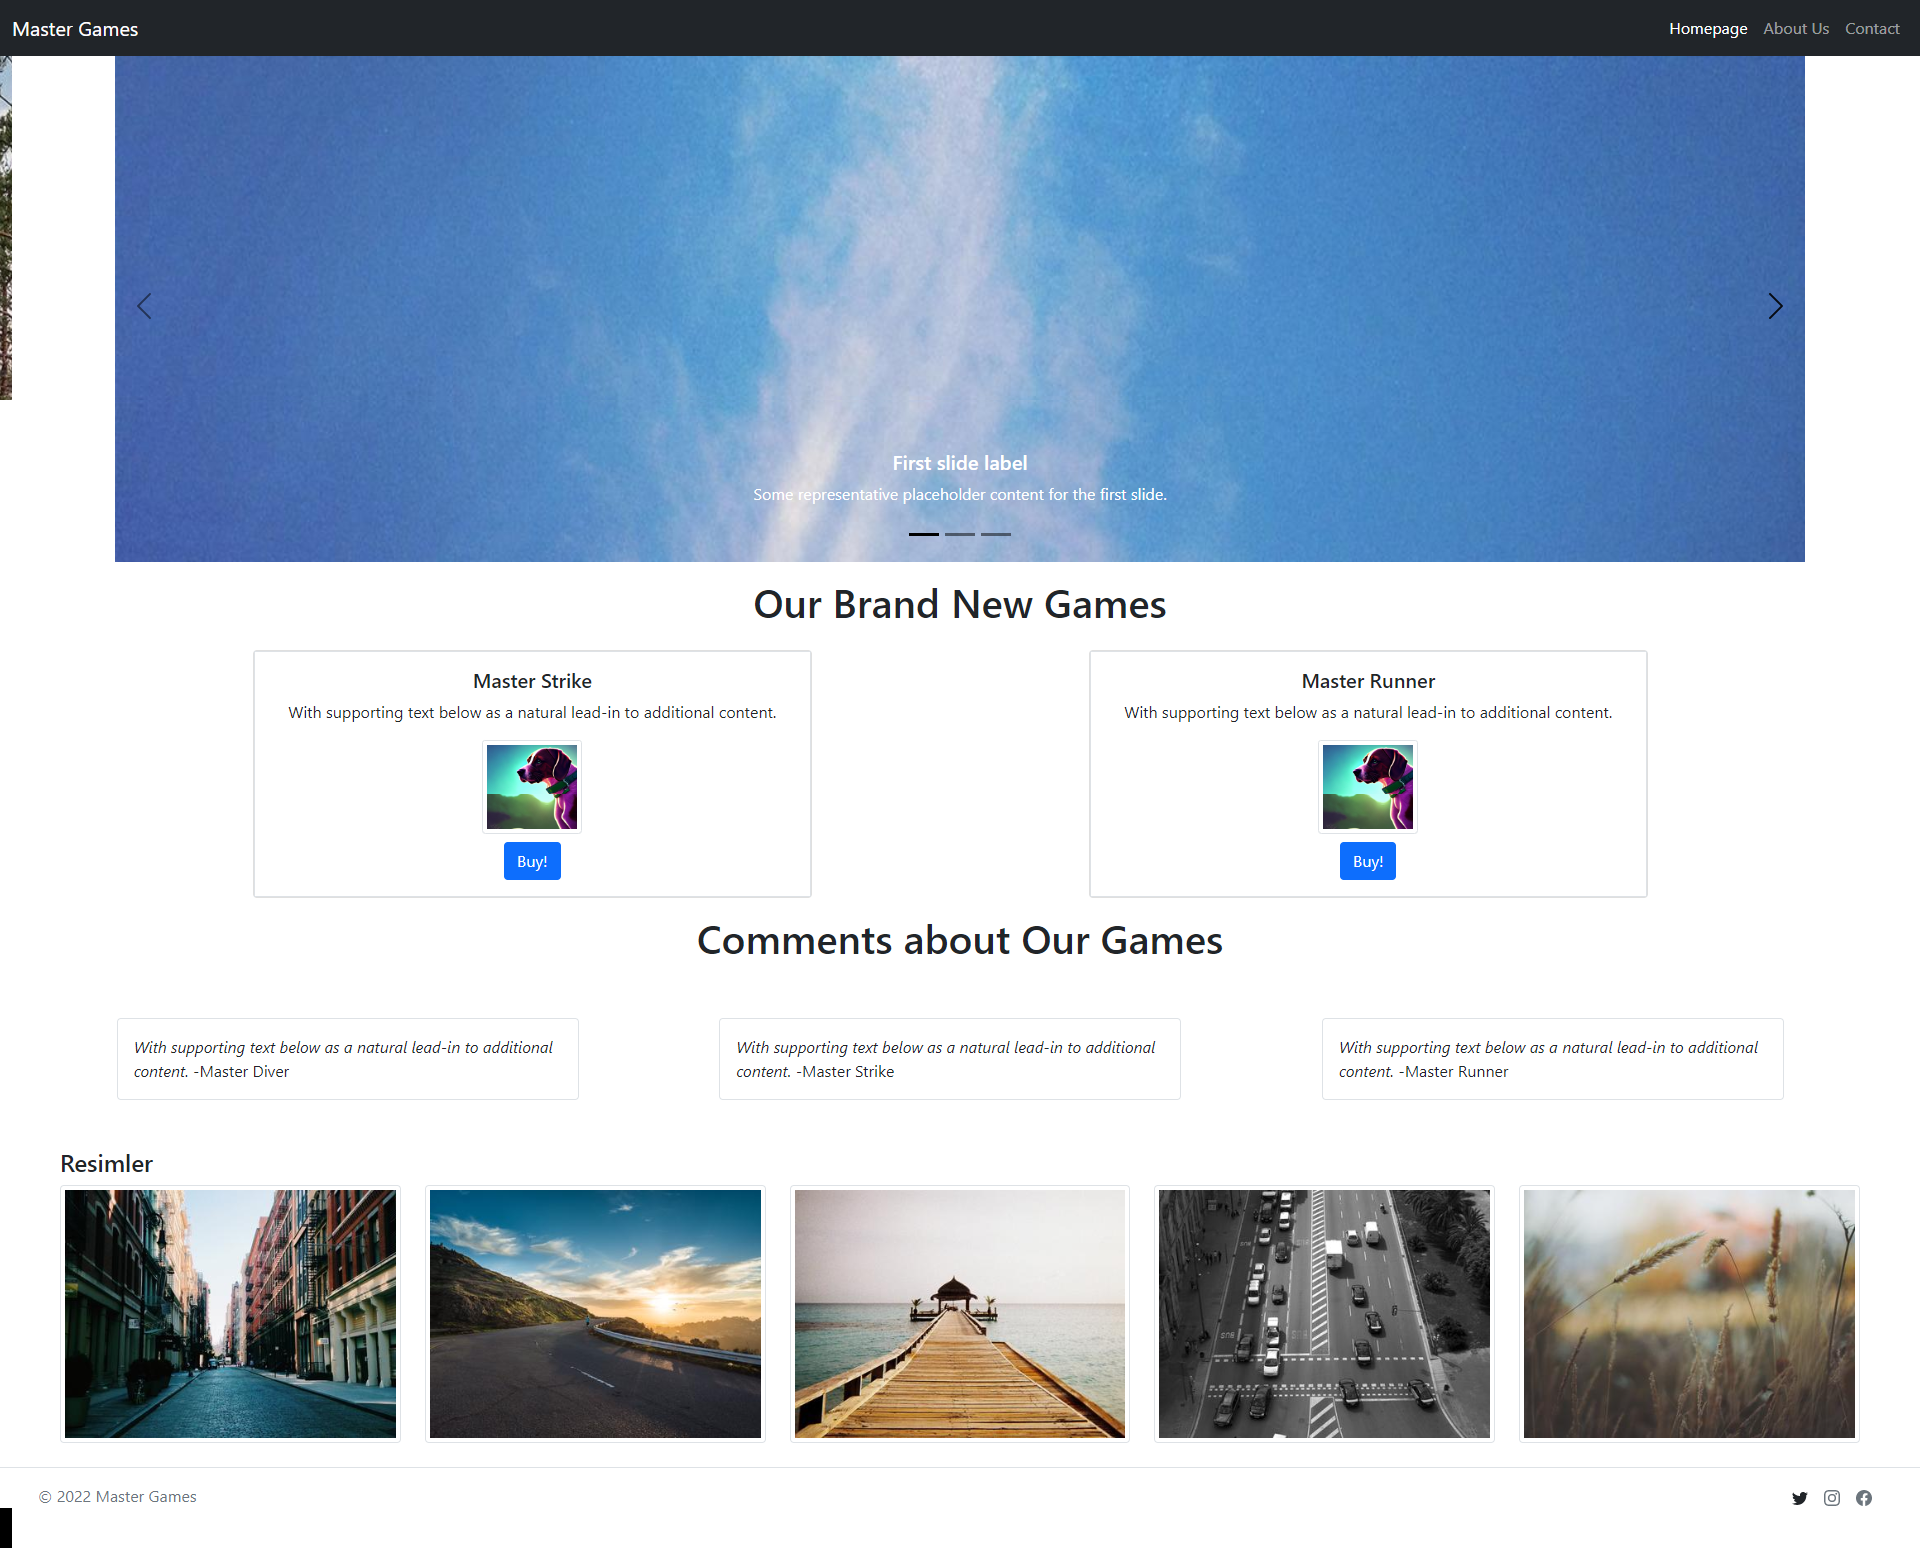 Master Games
Homepage About Us Contact
First slide label
Some representative placeholder content for the first slide.
Our Brand New Games
Master Strike
With supporting text below as a natural lead-in to additional content.
Buy!
Master Runner
With supporting text below as a natural lead-in to additional content.
Buy!
Comments about Our Games
With supporting text below as a natural lead-in to additional
content. -Master Diver
With supporting text below as a natural lead-in to additional
content. -Master Strike
With supporting text below as a natural lead-in to additional
content. -Master Runner
Resimler
© 2022 Master Games